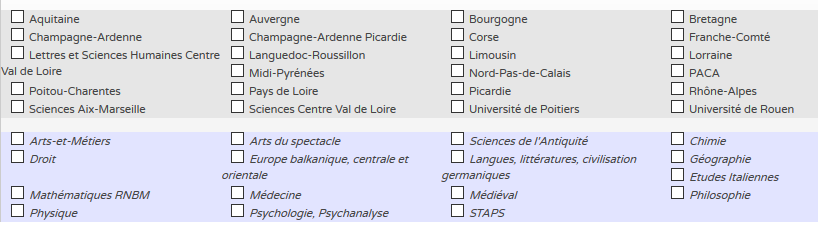 Aquitaine Auvergne Bourgogne Bretagne
Champagne-Ardenne Champagne-Ardenne Picardie Corse Franche-Comté
Lettres et Sciences Humaines Centre Languedoc-Roussillon Limousin Lorraine
Val de Loire Midi-Pyrénées Nord-Pas-de-Calais PACA
Poitou-Charentes Pays de Loire Picardie Rhône-Alpes
Sciences Aix-Marseille Sciences Centre Val de Loire Université de Poitiers Université de Rouen
Arts-et-Métiers Arts du spectacle Sciences de l'Antiquité Chimie
Droit Europe balkanique, centrale et Langues, littératures, civilisation Géographie
orientale germaniques Etudes Italiennes
Mathématiques RNBM Médecine Médiéval Philosophie
Physique Psychologie, Psychanalyse STAPS